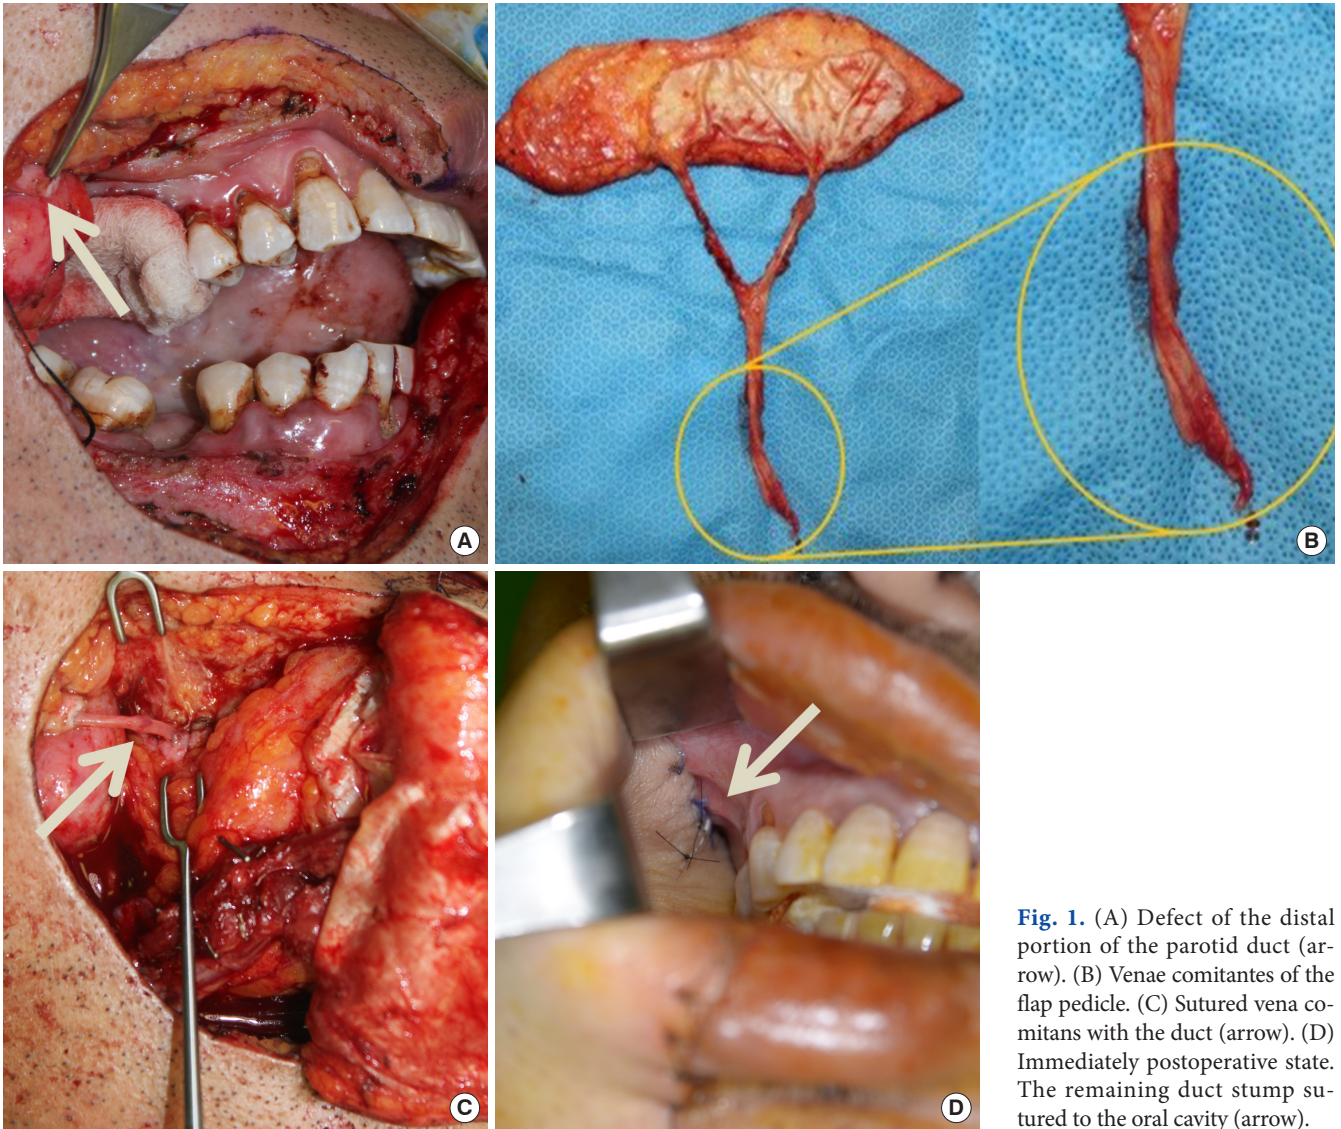 A
B
C
D
Fig. 1. (A) Defect of the distal
portion of the parotid duct (ar-
row). (B) Venae comitantes of the
flap pedicle. (C) Sutured vena co-
mitans with the duct (arrow). (D)
Immediately postoperative state.
The remaining duct stump su-
tured to the oral cavity (arrow).